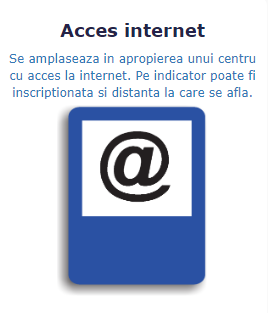 Acces internet
Se amplaseaza in apropierea unui centru
cu acces la internet. Pe indicator poate fi
inscriptionata si distanta la care se afla.
@